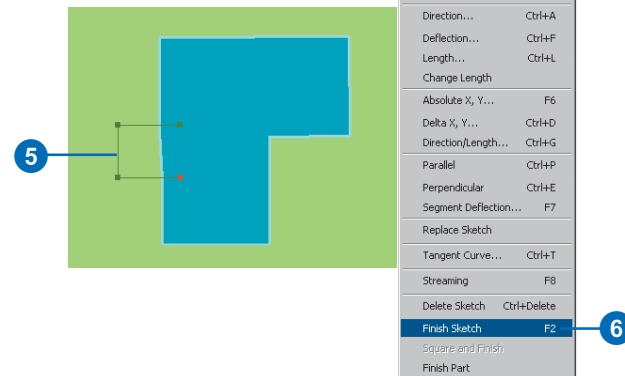 Direction... Ctrl+A
Deflection... Ctrl+F
Length... Ctrl+L
Change Length
Absolute X, Y... F6
Delta X, Y... Ctrl+D
Direction/Length... Ctrl+G
Parallel Ctrl+P
Perpendicular Ctrl+E
Segment Deflection... F7
Replace Sketch
Tangent Curve... Ctrl+T
Streaming F8
Delete Sketch Ctrl+Delete
Finish Sketch F2
Square and Finish
Finish Part
5
6